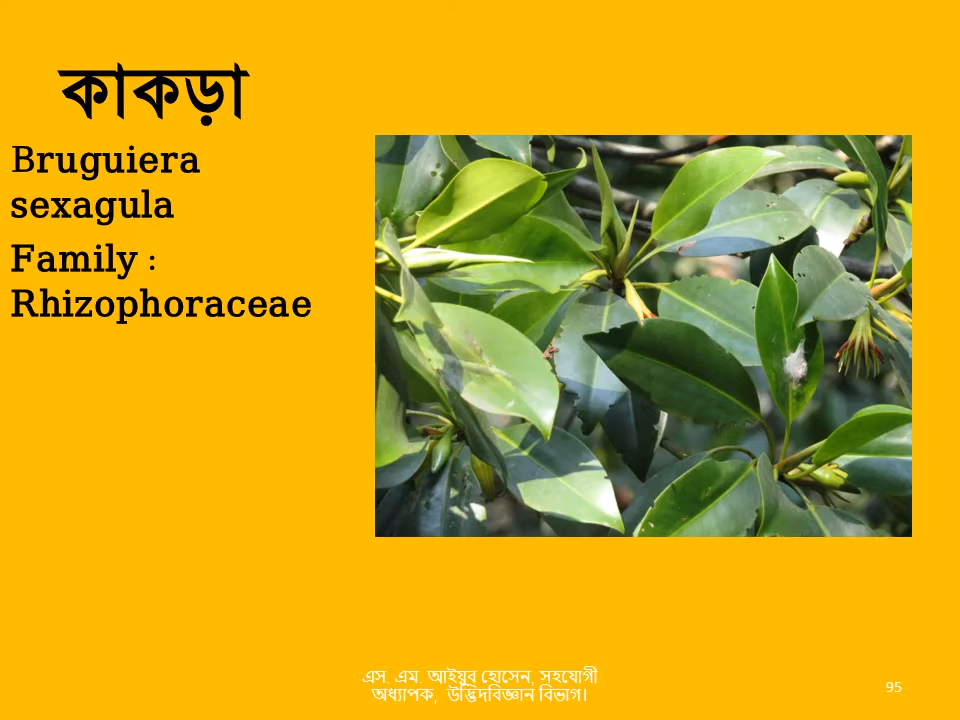 কাকড়া
Bruguiera
sexagula
Family :
Rhizophoraceae
এস. এম. আইয়ুব হোসেন, সহযোগী
অধ্যাপক, উদ্ভিদবিজ্ঞান বিভাগ।
95